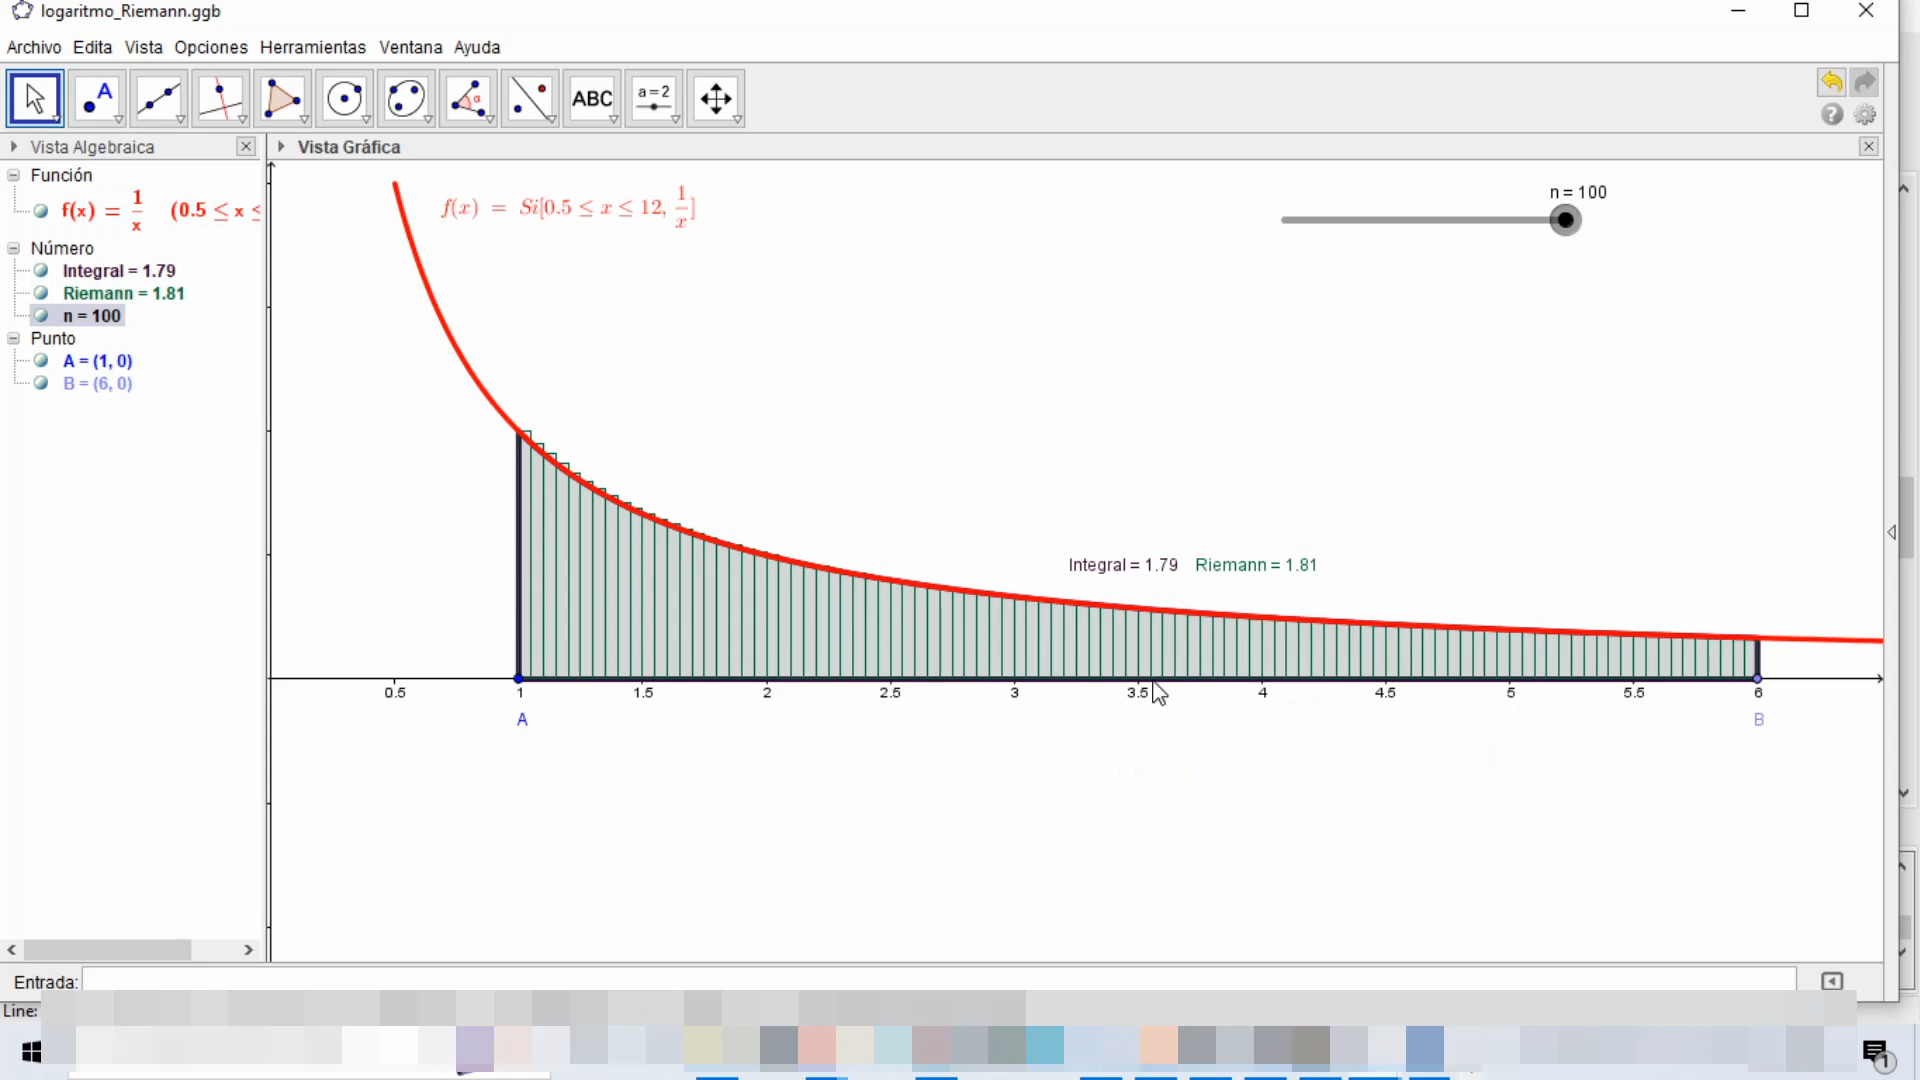 logaritmo_Riemann.ggb
Archivo Edita Vista Opciones Herramientas Ventana Ayuda
A α ABC a = 2
Vista Algebraica
Vista Gráfica
Función
f(x) = 1/x (0.5 ≤ x ≤
Número
Integral = 1.79
Riemann = 1.81
n = 100
Punto
A = (1, 0)
B = (6, 0)
f(x) = Si[0.5 ≤ x ≤ 12, 1/x]
n = 100
Integral = 1.79 Riemann = 1.81
0.5 1 1.5 2 2.5 3 3.5 4 4.5 5 5.5 6
A B
Entrada:
Line:
1